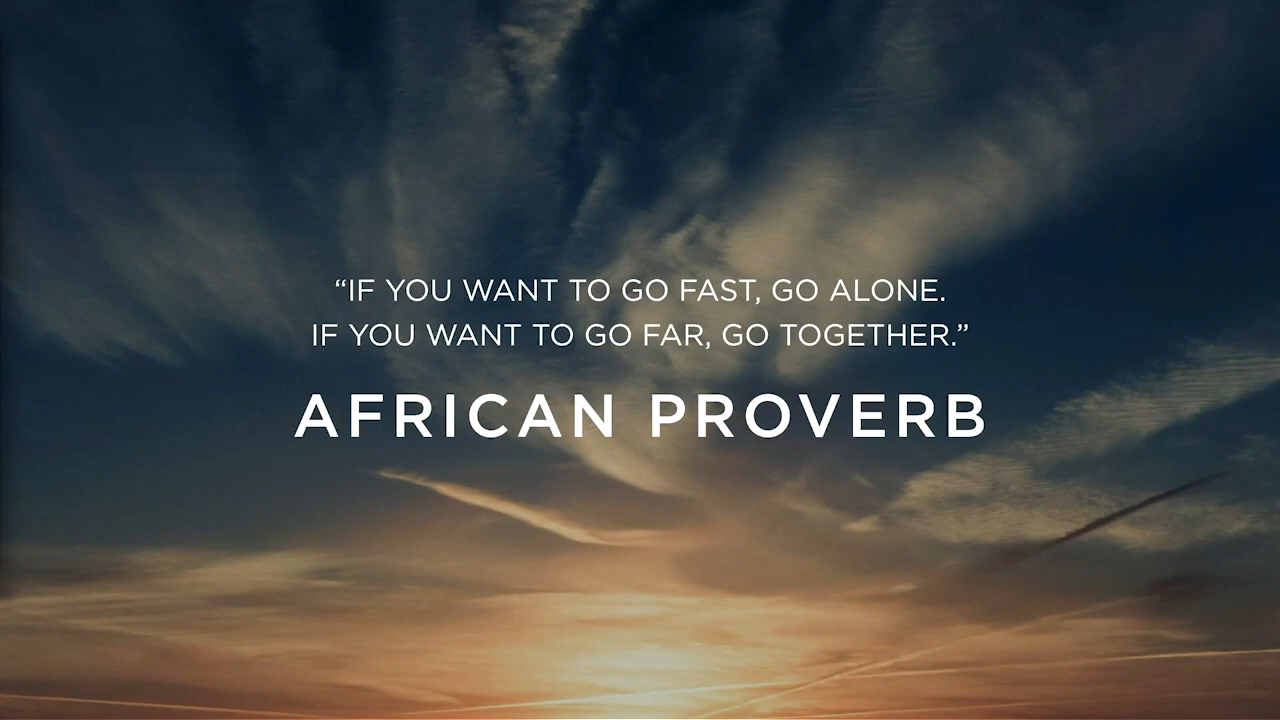 “IF YOU WANT TO GO FAST, GO ALONE.
IF YOU WANT TO GO FAR, GO TOGETHER.”
AFRICAN PROVERB